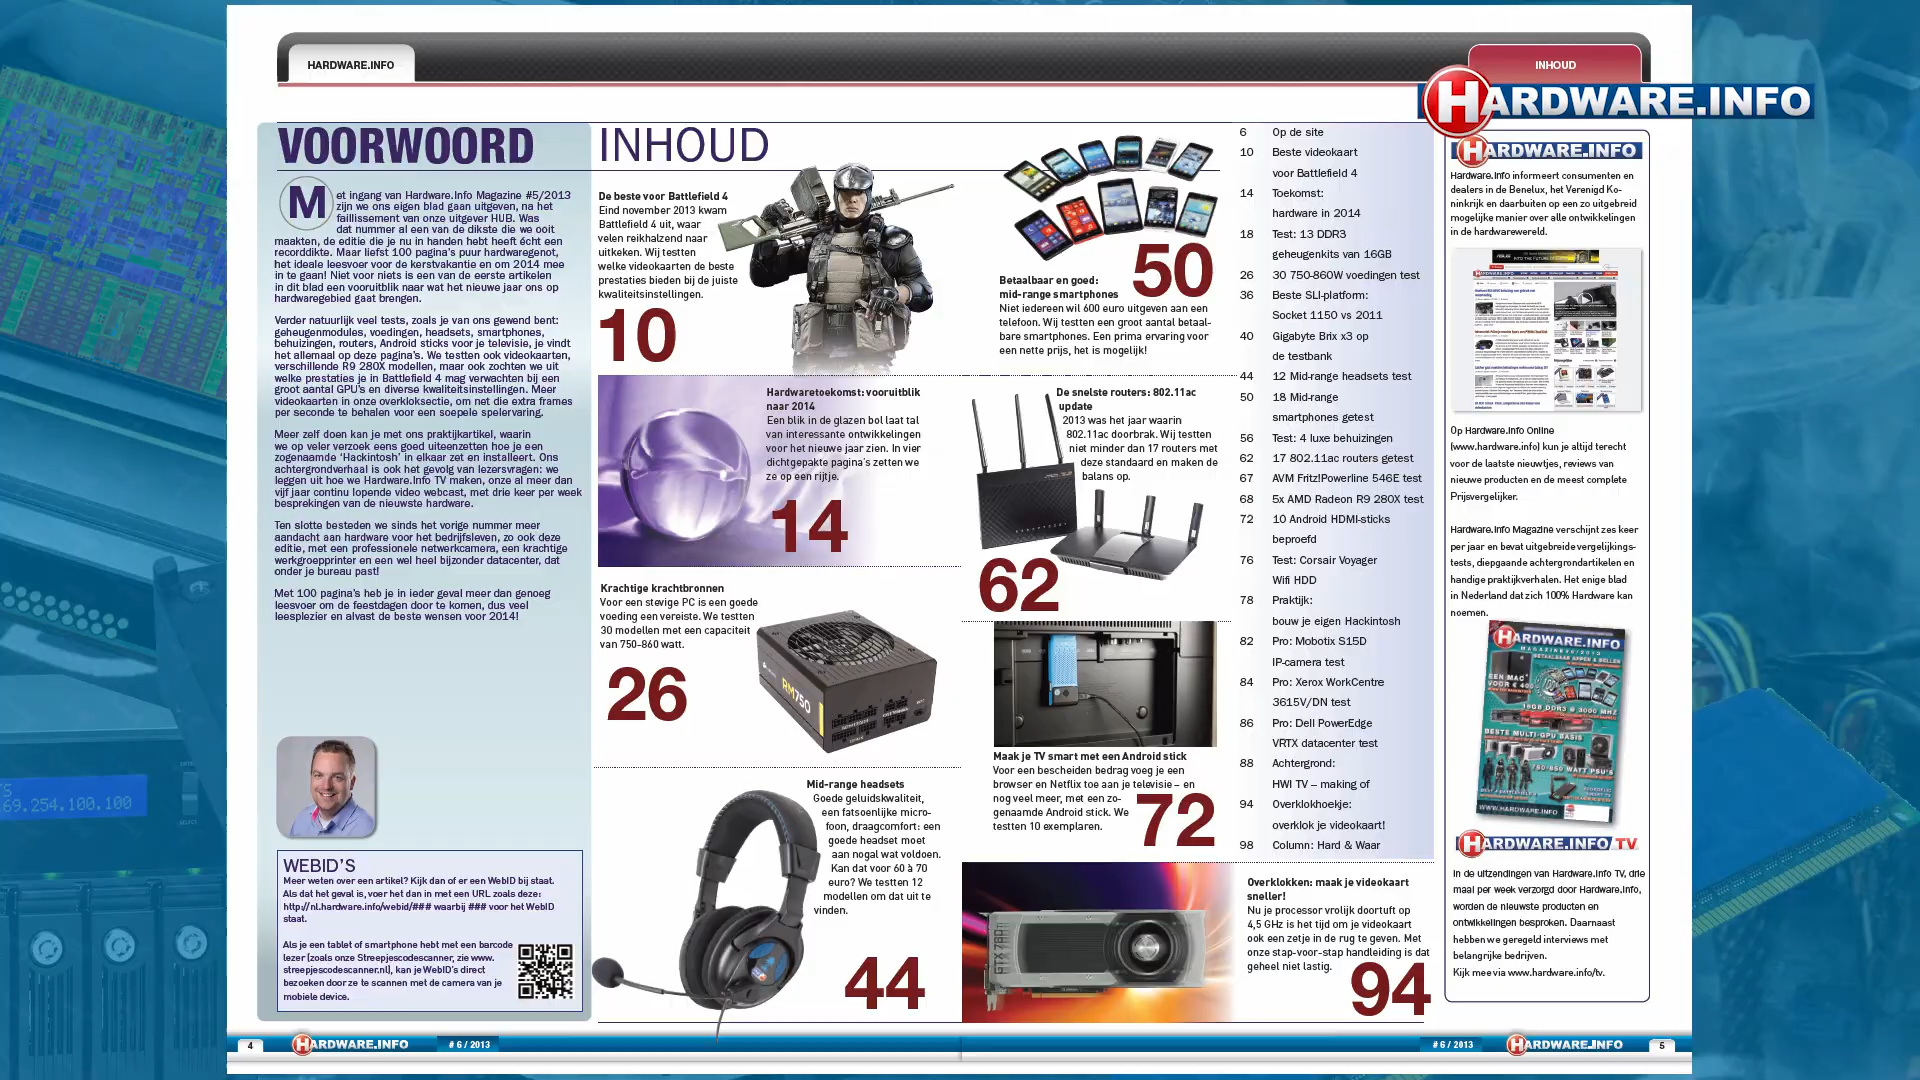 HARDWARE.INFO
INHOUD
HARDWARE.INFO
VOORWOORD
Met ingang van Hardware.Info Magazine #5/2013
zijn we ons eigen blad gaan uitgeven, na het
faillissement van onze uitgever HUB. Was
dat nummer al een van de dikste die we ooit
maakten, de editie die je nu in handen hebt heeft écht een
recorddikte. Maar liefst 100 pagina's puur hardwaregenot,
het ideale leesvoer voor de kerstvakantie en om 2014 mee
in te gaan! Niet voor niets is een van de eerste artikelen
in dit blad een vooruitblik naar wat het nieuwe jaar ons op
hardwaregebied gaat brengen.
Verder natuurlijk veel tests, zoals je van ons gewend bent:
geheugenmodules, voedingen, headsets, smartphones,
behuizingen, routers, Android sticks voor je televisie, je vindt
het allemaal op deze pagina's. We testten ook videokaarten,
verschillende R9 280X modellen, maar ook zochten we uit
welke prestaties je in Battlefield 4 mag verwachten bij een
groot aantal GPU's en diverse kwaliteitsinstellingen. Meer
videokaarten in onze overkloksectie, om net die extra frames
per seconde te behalen voor een soepele spelervaring.
Meer zelf doen kan je met ons praktijkartikel, waarin
we op veler verzoek eens goed uiteenzetten hoe je een
zogenaamde ‘Hackintosh’ in elkaar zet en installeert. Ons
achtergrondverhaal is ook het gevolg van lezersvragen: we
leggen uit hoe we Hardware.Info TV maken, onze al meer dan
vijf jaar continu lopende video webcast, met drie keer per week
besprekingen van de nieuwste hardware.
Ten slotte besteden we sinds het vorige nummer meer
aandacht aan hardware voor het bedrijfsleven, zo ook deze
editie, met een professionele netwerkcamera, een krachtige
werkgroepprinter en een wel heel bijzonder datacenter, dat
onder je bureau past!
Met 100 pagina's heb je in ieder geval meer dan genoeg
leesvoer om de feestdagen door te komen, dus veel
leesplezier en alvast de beste wensen voor 2014!
WEBID'S
Meer weten over een artikel? Kijk dan of er een WebID bij staat.
Als dat het geval is, voer het dan in met een URL zoals deze:
http://nl.hardware.info/webid/### waarbij ### voor het WebID
staat.
Als je een tablet of smartphone hebt met een barcode
lezer (zoals onze Streepjescodescanner, zie www.
streepjescodescanner.nl), kan je WebID's direct
bezoeken door ze te scannen met de camera van je
mobiele device.
INHOUD
De beste voor Battlefield 4
Eind november 2013 kwam
Battlefield 4 uit, waar
velen reikhalzend naar
uitkeken. Wij testten
welke videokaarten de beste
prestaties bieden bij de juiste
kwaliteitsinstellingen.
10
Hardwaretoekomst: vooruitblik
naar 2014
Een blik in de glazen bol laat tal
van interessante ontwikkelingen
voor het nieuwe jaar zien. In vier
dichtgepakte pagina's zetten we
ze op een rijtje.
14
Krachtige krachtbronnen
Voor een stevige PC is een goede
voeding een vereiste. We testten
30 modellen met een capaciteit
van 750-860 watt.
26
RM750
Mid-range headsets
Goede geluidskwaliteit,
een fatsoenlijke micro-
foon, draagcomfort: een
goede headset moet
aan nogal wat voldoen.
Kan dat voor 60 à 70
euro? We testten 12
modellen om dat uit te
vinden.
44
Betaalbaar en goed:
mid-range smartphones
50
Niet iedereen wil 600 euro uitgeven aan een
telefoon. Wij testten een groot aantal betaal-
bare smartphones. Een prima ervaring voor
een nette prijs, het is mogelijk!
De snelste routers: 802.11ac
update
2013 was het jaar waarin
802.11ac doorbrak. Wij testten
niet minder dan 17 routers met
deze standaard en maken de
balans op.
62
Maak je TV smart met een Android stick
Voor een bescheiden bedrag voeg je een
browser en Netflix toe aan je televisie – en
nog veel meer, met een zo-
genaamde Android stick. We
testten 10 exemplaren.
72
GTX 780 Ti
Overklokken: maak je videokaart
sneller!
Nu je processor vrolijk doortuft op
4,5 GHz is het tijd om je videokaart
ook een zetje in de rug te geven. Met
onze stap-voor-stap handleiding is dat
geheel niet lastig.
94
6 Op de site
10 Beste videokaart
voor Battlefield 4
14 Toekomst:
hardware in 2014
18 Test: 13 DDR3
geheugenkits van 16GB
26 30 750-860W voedingen test
36 Beste SLI-platform:
Socket 1150 vs 2011
40 Gigabyte Brix x3 op
de testbank
44 12 Mid-range headsets test
50 18 Mid-range
smartphones getest
56 Test: 4 luxe behuizingen
62 17 802.11ac routers getest
67 AVM Fritz!Powerline 546E test
68 5x AMD Radeon R9 280X test
72 10 Android HDMI-sticks
beproefd
76 Test: Corsair Voyager
Wifi HDD
78 Praktijk:
bouw je eigen Hackintosh
82 Pro: Mobotix S15D
IP-camera test
84 Pro: Xerox WorkCentre
3615V/DN test
86 Pro: Dell PowerEdge
VRTX datacenter test
88 Achtergrond:
HWI TV – making of
94 Overklokhoekje:
overklok je videokaart!
98 Column: Hard & Waar
HARDWARE.INFO
Hardware.Info informeert consumenten en
dealers in de Benelux, het Verenigd Ko-
ninkrijk en daarbuiten op een zo uitgebreid
mogelijke manier over alle ontwikkelingen
in de hardwarewereld.
Op Hardware.Info Online
(www.hardware.info) kun je altijd terecht
voor de laatste nieuwtjes, reviews van
nieuwe producten en de meest complete
Prijsvergelijker.
Hardware.Info Magazine verschijnt zes keer
per jaar en bevat uitgebreide vergelijkings-
tests, diepgaande achtergrondartikelen en
handige praktijkverhalen. Het enige blad
in Nederland dat zich 100% Hardware kan
noemen.
HARDWARE.INFO
MAGAZINE #6/2013
EEN MAC
VOOR € 400
16GB DDR3 @ 3000 MHZ
BESTE MULTI-GPU BASIS
750/860 WATT PSU'S
WWW.HARDWARE.INFO
HARDWARE.INFO TV
In de uitzendingen van Hardware.Info TV, drie
maal per week verzorgd door Hardware.Info,
worden de nieuwste producten en
ontwikkelingen besproken. Daarnaast
hebben we geregeld interviews met
belangrijke bedrijven.
Kijk mee via www.hardware.info/tv.
4
HARDWARE.INFO
# 6 / 2013
# 6 / 2013
HARDWARE.INFO
5
69.254.100.100
SELECT